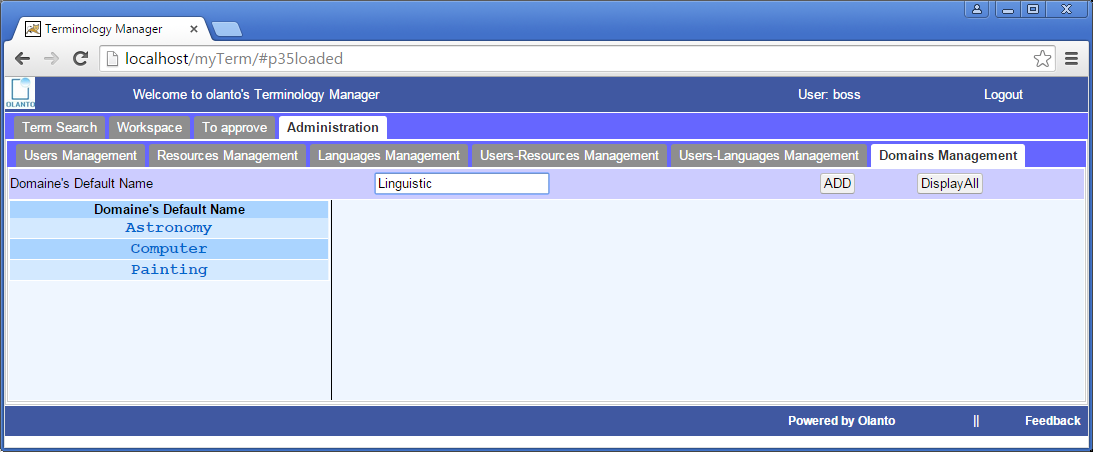 Terminology Manager
localhost/myTerm/#p35loaded
OLANTO
Welcome to olanto's Terminology Manager User: boss Logout
Term Search Workspace To approve Administration
Users Management Resources Management Languages Management Users-Resources Management Users-Languages Management Domains Management
Domaine's Default Name Linguistic ADD DisplayAll
Domaine's Default Name
Astronomy
Computer
Painting
Powered by Olanto || Feedback